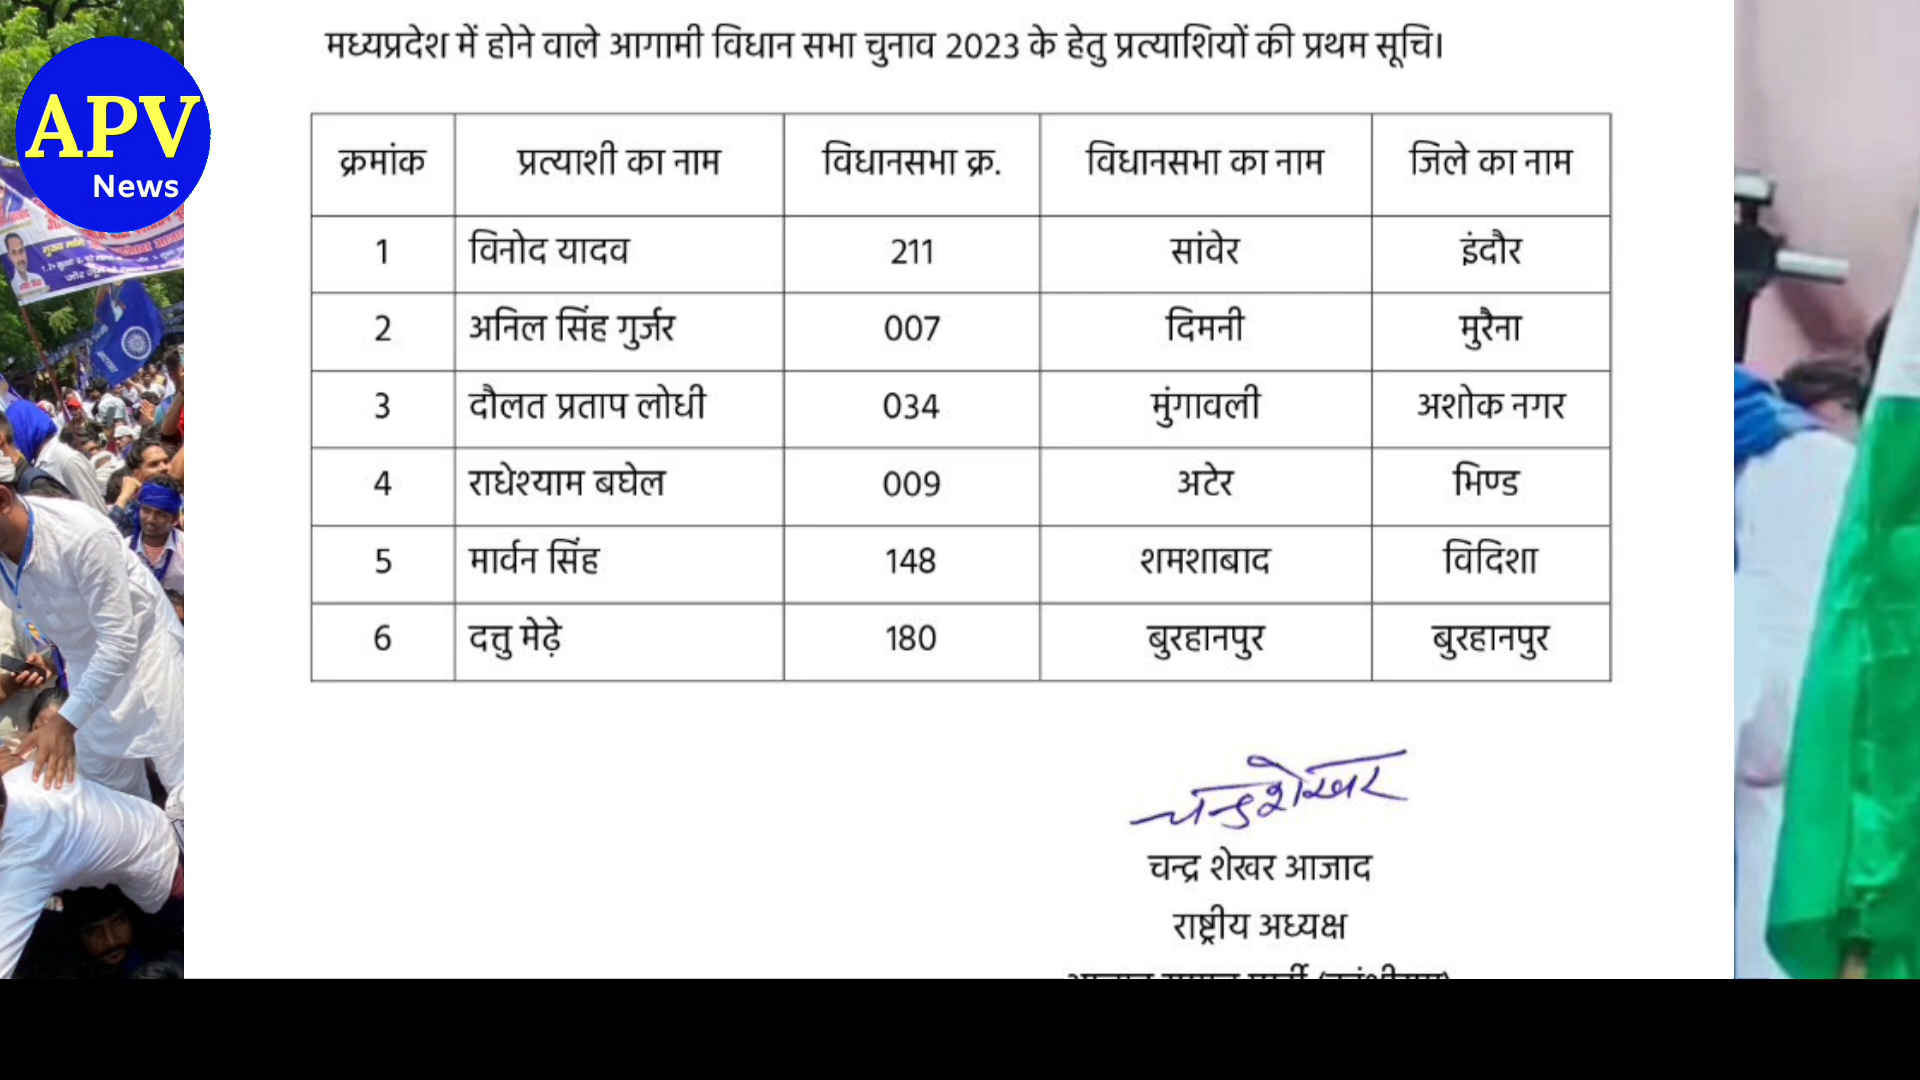 मध्यप्रदेश में होने वाले आगामी विधान सभा चुनाव 2023 के हेतु प्रत्याशियों की प्रथम सूचि।
APV
News
क्रमांक प्रत्याशी का नाम विधानसभा क्र. विधानसभा का नाम जिले का नाम
1 विनोद यादव 211 सांवेर इंदौर
2 अनिल सिंह गुर्जर 007 दिमनी मुरैना
3 दौलत प्रताप लोधी 034 मुंगावली अशोक नगर
4 राधेश्याम बघेल 009 अटेर भिण्ड
5 मार्वन सिंह 148 शमशाबाद विदिशा
6 दत्तु मेढ़े 180 बुरहानपुर बुरहानपुर
चन्द्रशेखर
चन्द्र शेखर आजाद
राष्ट्रीय अध्यक्ष